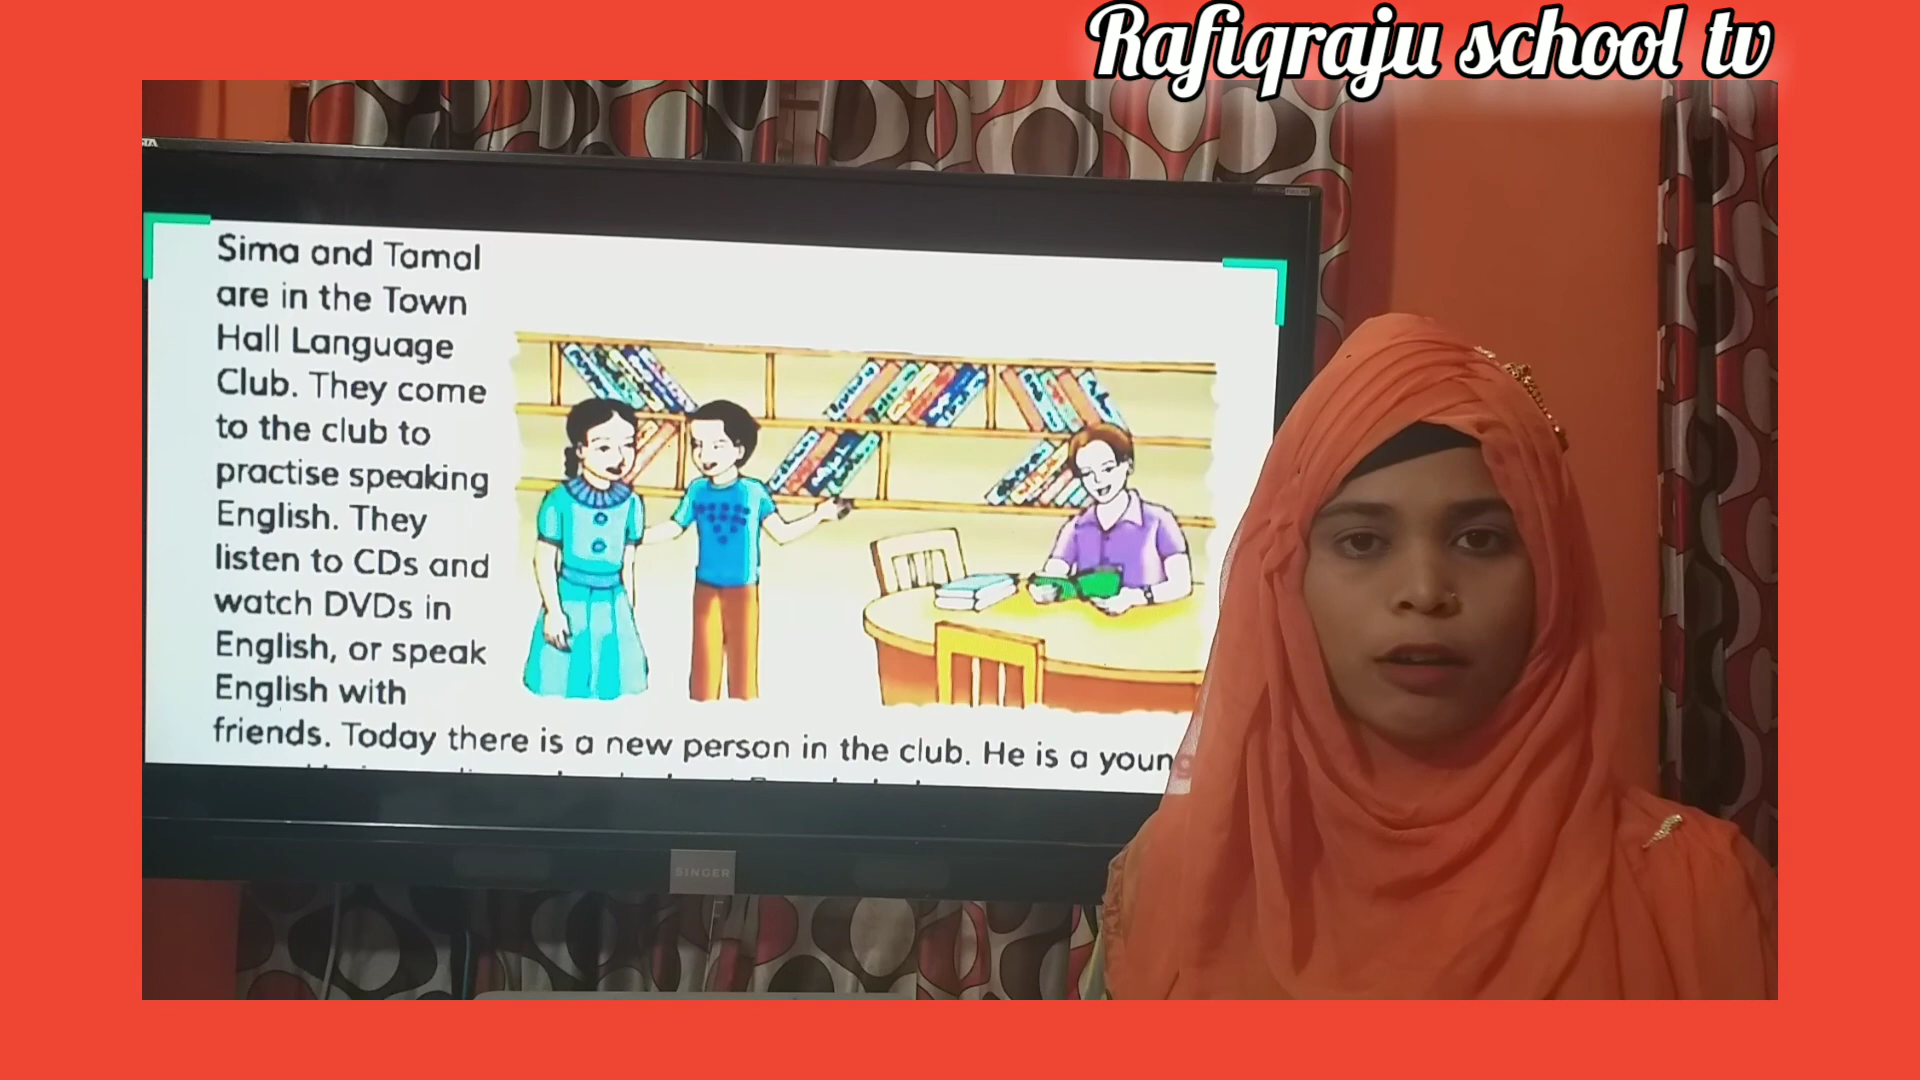 Rafiqraju school tv
Sima and Tamal
are in the Town
Hall Language
Club. They come
to the club to
practise speaking
English. They
listen to CDs and
watch DVDs in
English, or speak
English with
friends. Today there is a new person in the club. He is a young
SINGER